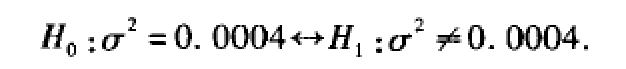 H₀ : σ² = 0. 0004 ↔ H₁ : σ² ≠ 0. 0004.